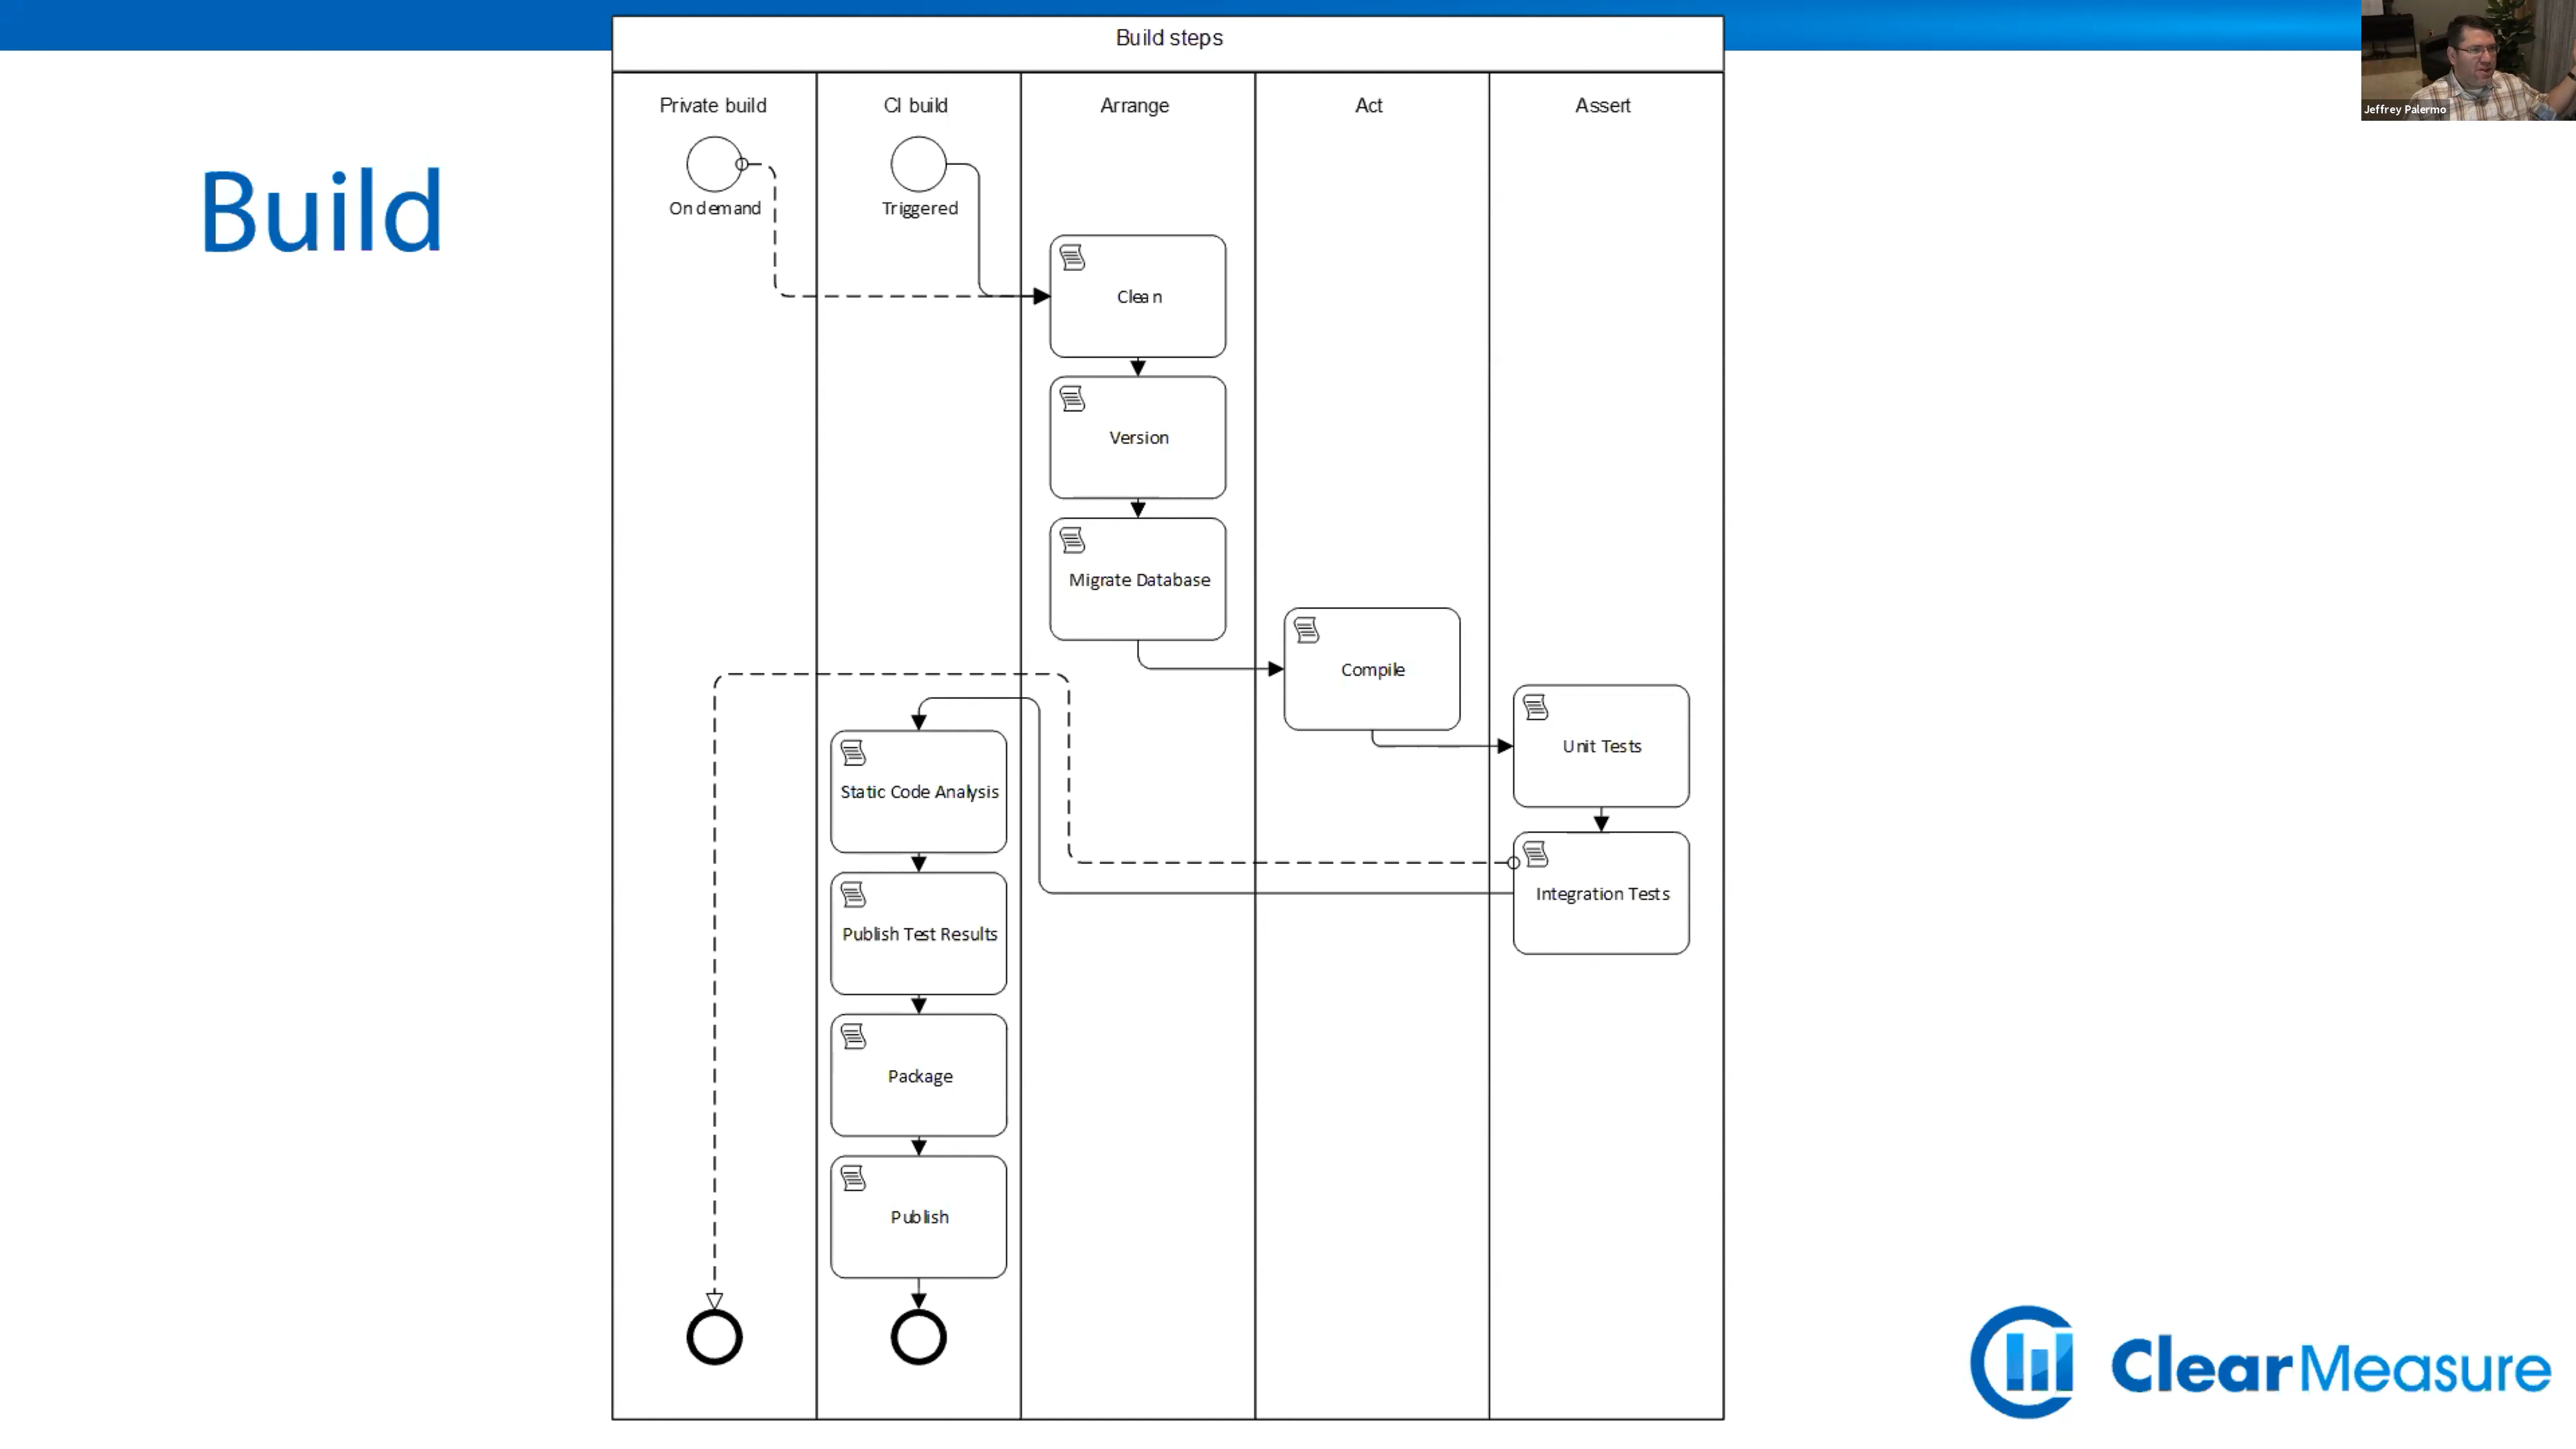 Build steps
Private build
CI build
Arrange
Act
Assert
Jeffrey Palermo
Build
On demand
Triggered
Clean
Version
Migrate Database
Compile
Unit Tests
Static Code Analysis
Integration Tests
Publish Test Results
Package
Publish
ClearMeasure